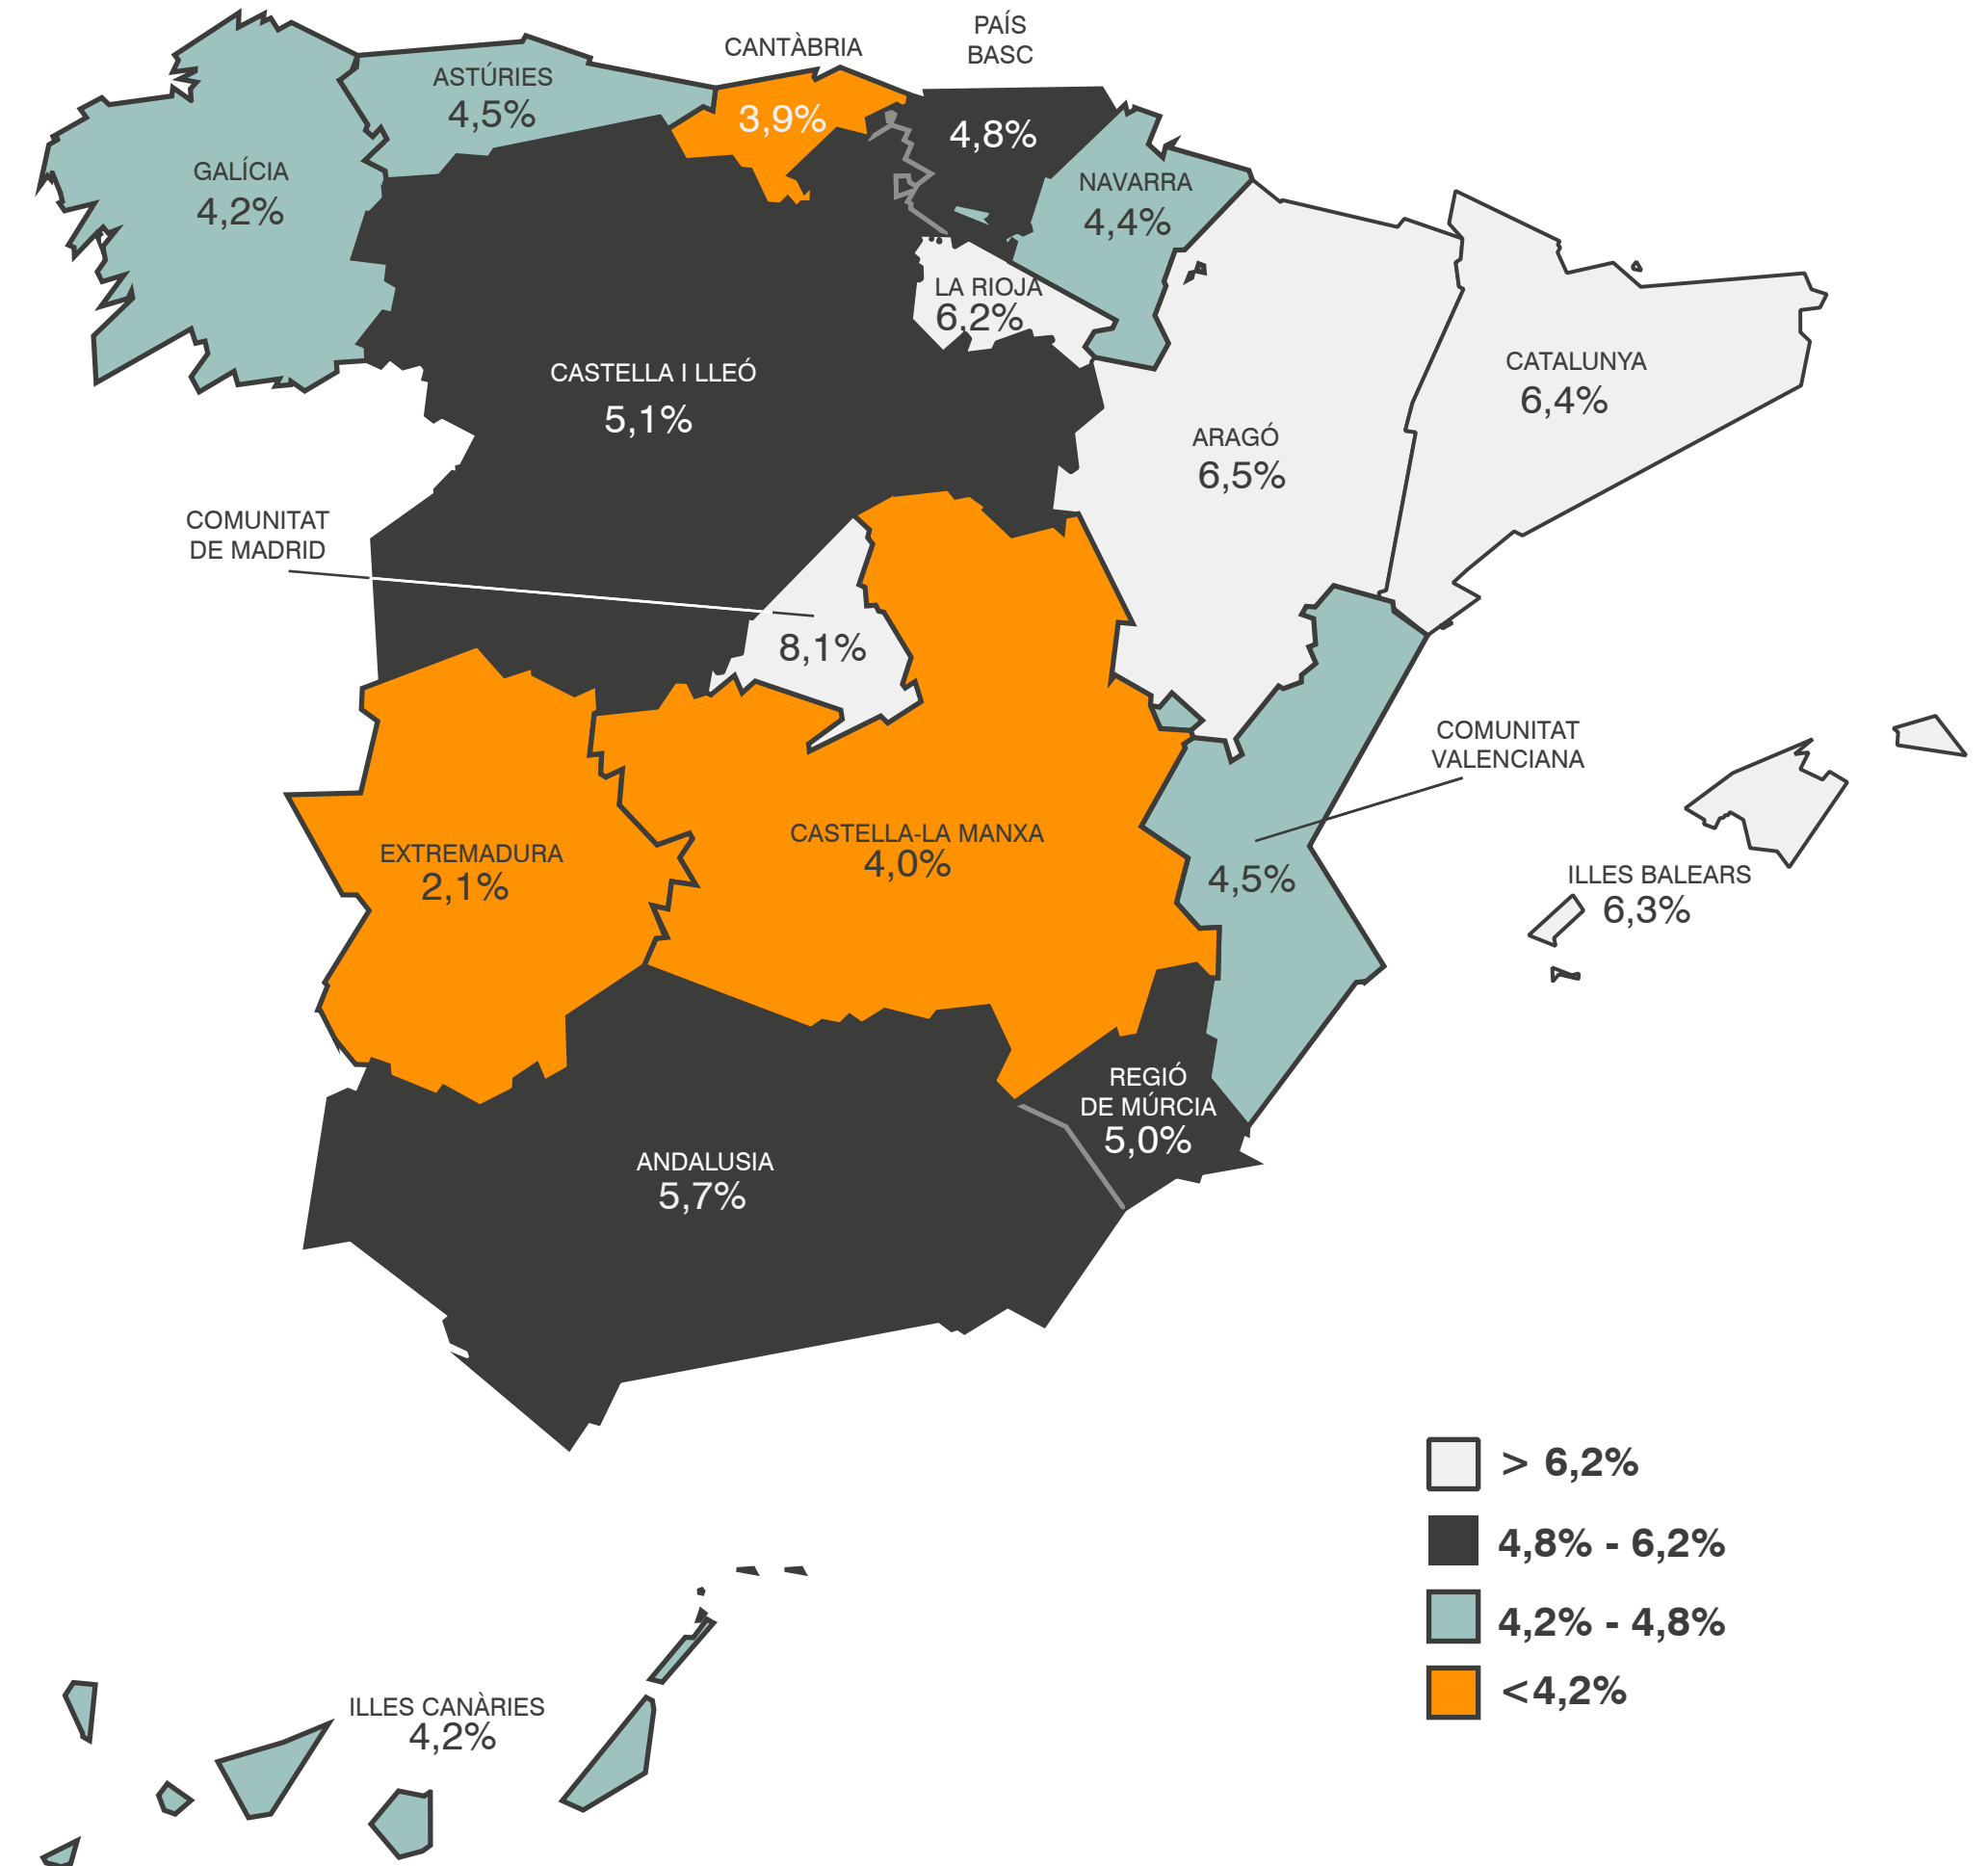 PAÍS
BASC
4,8%
CANTÀBRIA
3,9%
ASTÚRIES
4,5%
GALÍCIA
4,2%
NAVARRA
4,4%
LA RIOJA
6,2%
CATALUNYA
6,4%
CASTELLA I LLEÓ
5,1%
ARAGÓ
6,5%
COMUNITAT
DE MADRID
8,1%
COMUNITAT
VALENCIANA
4,5%
CASTELLA-LA MANXA
4,0%
EXTREMADURA
2,1%
ILLES BALEARS
6,3%
REGIÓ
DE MÚRCIA
5,0%
ANDALUSIA
5,7%
ILLES CANÀRIES
4,2%
> 6,2%
4,8% - 6,2%
4,2% - 4,8%
<4,2%